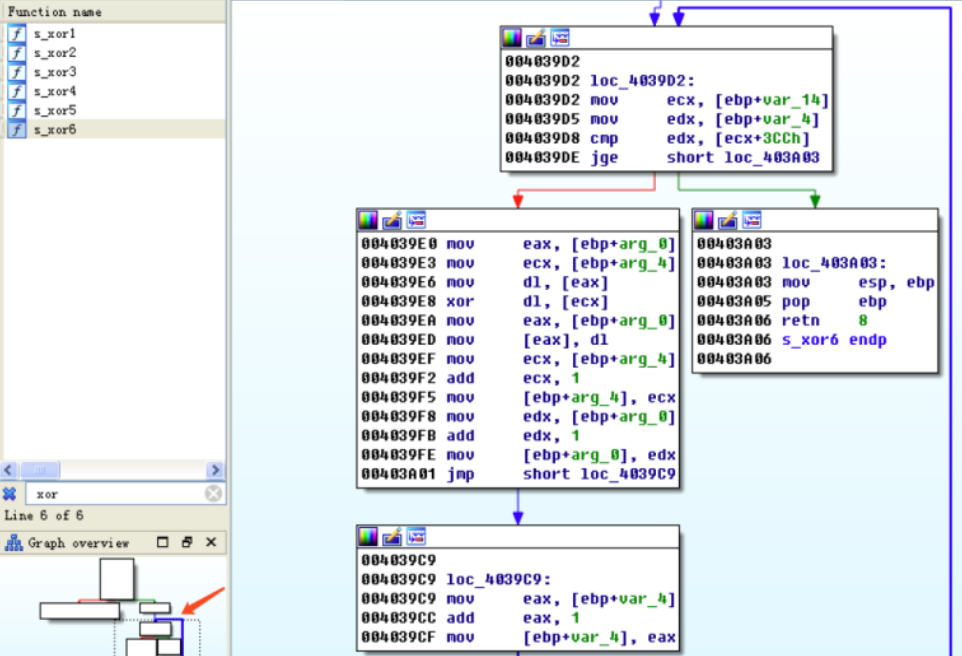 Function name
s_xor1
s_xor2
s_xor3
s_xor4
s_xor5
s_xor6
xor
Line 6 of 6
Graph overview
004039D2
004039D2 loc_4039D2:
004039D2 mov ecx, [ebp+var_14]
004039D5 mov edx, [ebp+var_4]
004039D8 cmp edx, [ecx+3CCh]
004039DE jge short loc_403A03
004039E0 mov eax, [ebp+arg_0]
004039E3 mov ecx, [ebp+arg_4]
004039E6 mov dl, [eax]
004039E8 xor dl, [ecx]
004039EA mov eax, [ebp+arg_0]
004039ED mov [eax], dl
004039EF mov ecx, [ebp+arg_4]
004039F2 add ecx, 1
004039F5 mov [ebp+arg_4], ecx
004039F8 mov edx, [ebp+arg_0]
004039FB add edx, 1
004039FE mov [ebp+arg_0], edx
00403A01 jmp short loc_4039C9
00403A03
00403A03 loc_403A03:
00403A03 mov esp, ebp
00403A05 pop ebp
00403A06 retn 8
00403A06 s_xor6 endp
00403A06
004039C9
004039C9 loc_4039C9:
004039C9 mov eax, [ebp+var_4]
004039CC add eax, 1
004039CF mov [ebp+var_4], eax